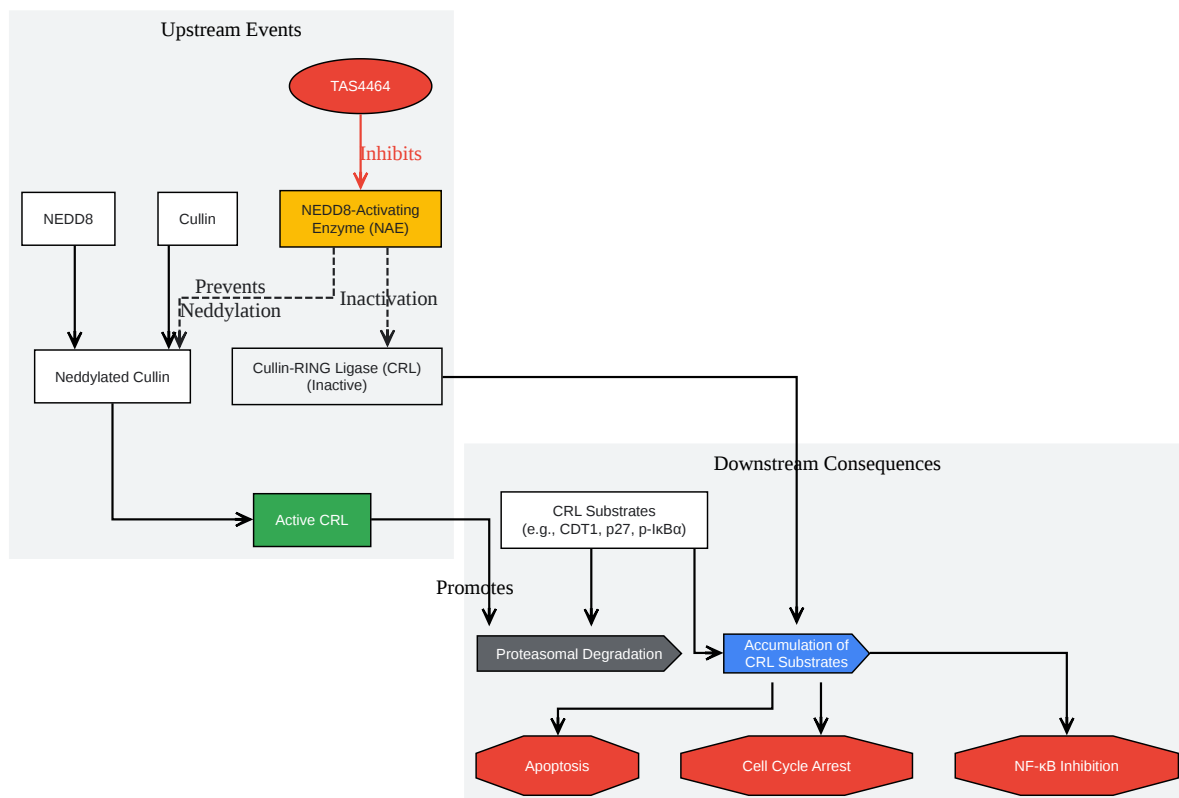 Upstream Events
TAS4464
Inhibits
NEDD8
Cullin
NEDD8-Activating
Enzyme (NAE)
Prevents
Neddylation
Inactivation
Neddylated Cullin
Cullin-RING Ligase (CRL)
(Inactive)
Downstream Consequences
Active CRL
CRL Substrates
(e.g., CDT1, p27, p-IκBα)
Promotes
Proteasomal Degradation
Accumulation of
CRL Substrates
Apoptosis
Cell Cycle Arrest
NF-κB Inhibition